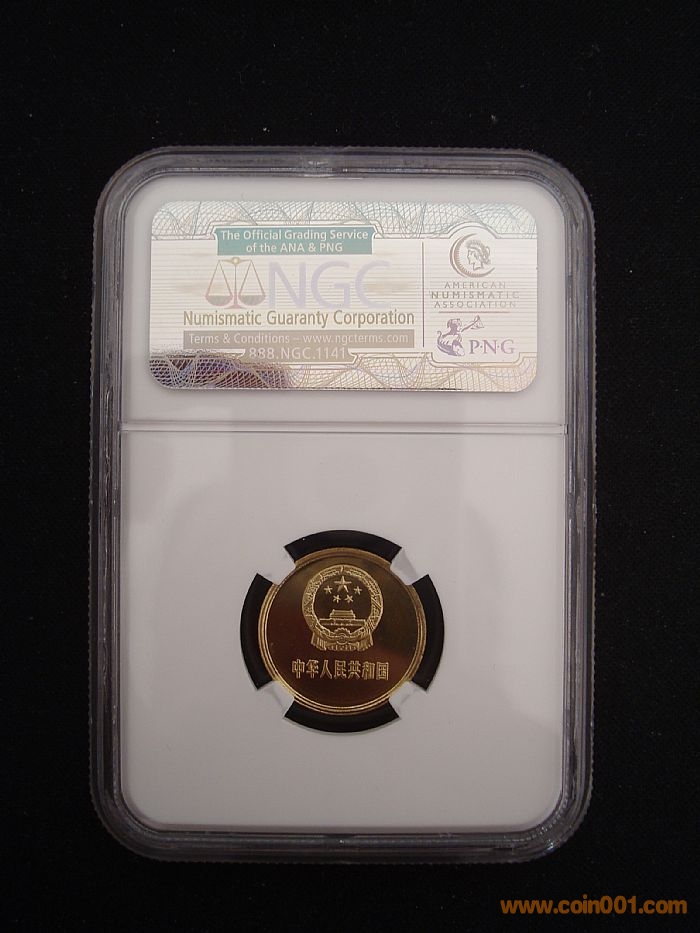 The Official Grading Service
of the ANA & PNG
NGC
Numismatic Guaranty Corporation
Terms & Conditions – www.ngcterms.com
888.NGC.1141
AMERICAN
NUMISMATIC
ASSOCIATION
P·N·G
中华人民共和国
www.coin001.com